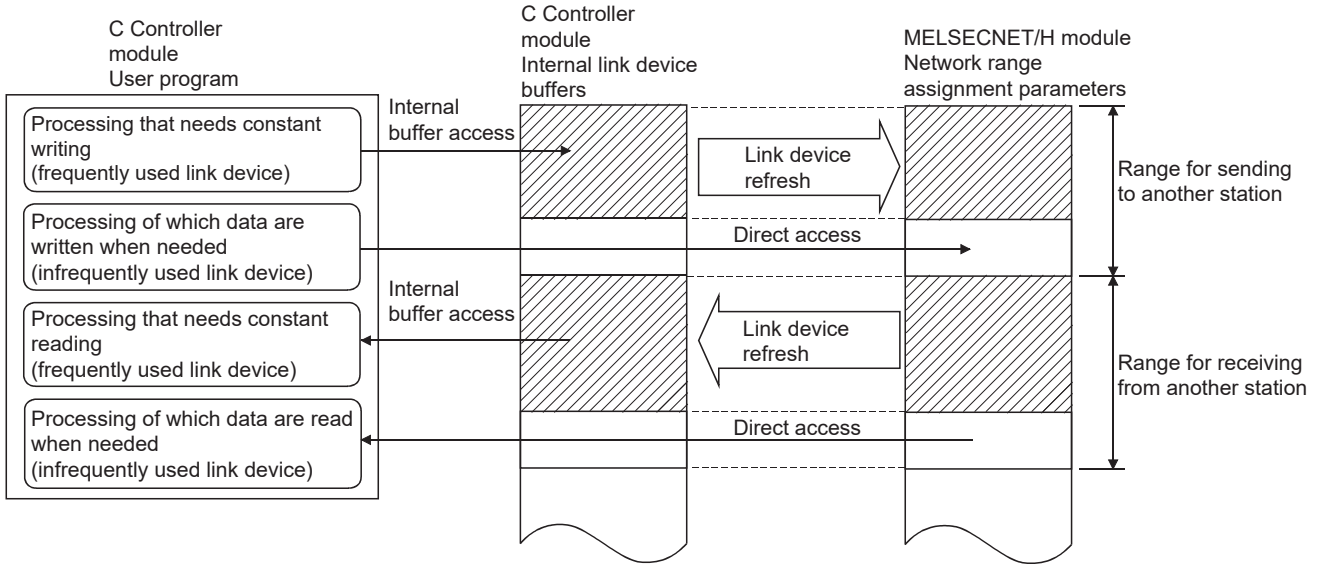 C Controller
module
User program
C Controller
module
Internal link device
buffers
MELSECNET/H module
Network range
assignment parameters
Processing that needs constant
writing
(frequently used link device)
Internal
buffer access
Link device
refresh
Range for sending
to another station
Processing of which data are
written when needed
(infrequently used link device)
Direct access
Internal
buffer access
Processing that needs constant
reading
(frequently used link device)
Link device
refresh
Range for receiving
from another station
Processing of which data are read
when needed
(infrequently used link device)
Direct access